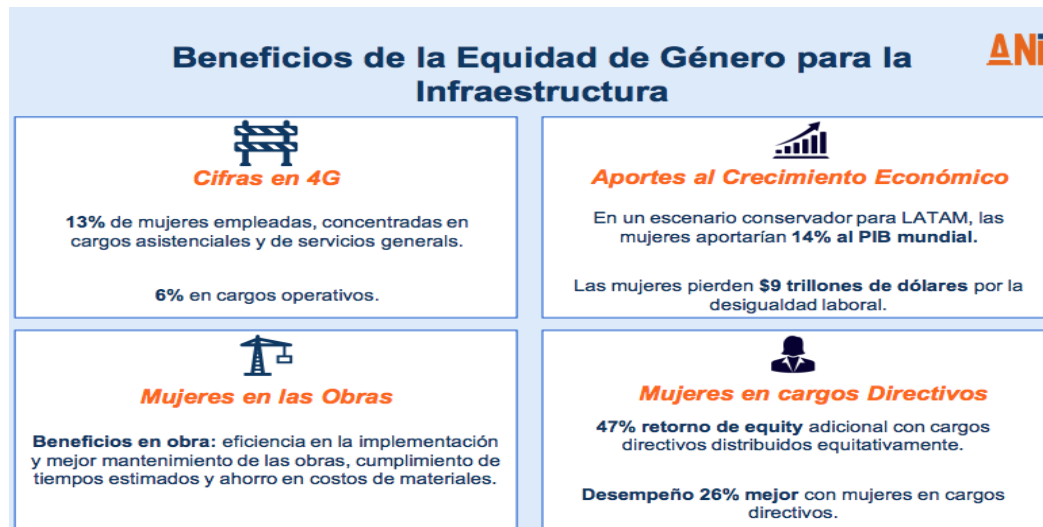 Beneficios de la Equidad de Género para la
Infraestructura
ANi
Cifras en 4G
13% de mujeres empleadas, concentradas en
cargos asistenciales y de servicios generals.
6% en cargos operativos.
Aportes al Crecimiento Económico
En un escenario conservador para LATAM, las
mujeres aportarían 14% al PIB mundial.
Las mujeres pierden $9 trillones de dólares por la
desigualdad laboral.
Mujeres en las Obras
Beneficios en obra: eficiencia en la implementación
y mejor mantenimiento de las obras, cumplimiento de
tiempos estimados y ahorro en costos de materiales.
Mujeres en cargos Directivos
47% retorno de equity adicional con cargos
directivos distribuidos equitativamente.
Desempeño 26% mejor con mujeres en cargos
directivos.